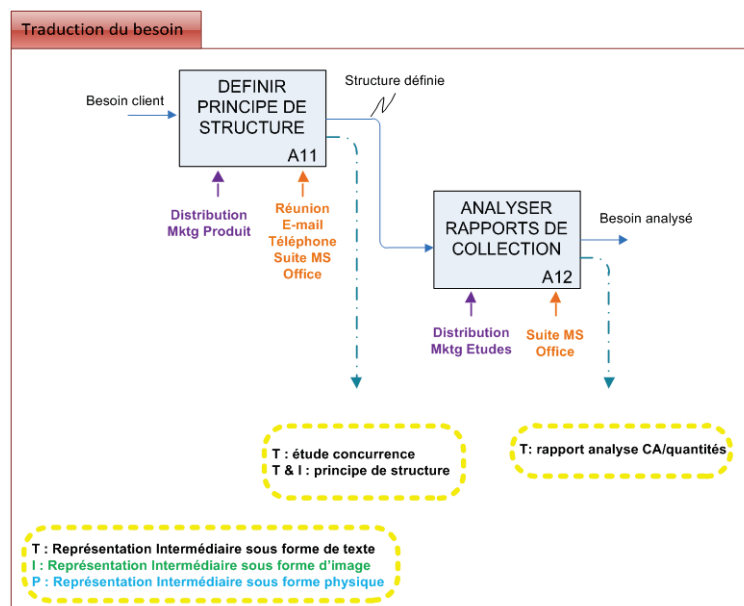 Traduction du besoin
Besoin client
DEFINIR
PRINCIPE DE
STRUCTURE
A11
Structure définie
Distribution
Mktg Produit
Réunion
E-mail
Téléphone
Suite MS
Office
ANALYSER
RAPPORTS DE
COLLECTION
A12
Besoin analysé
Distribution
Mktg Etudes
Suite MS
Office
T : étude concurrence
T & I : principe de structure
T: rapport analyse CA/quantités
T : Représentation Intermédiaire sous forme de texte
I : Représentation Intermédiaire sous forme d'image
P : Représentation Intermédiaire sous forme physique